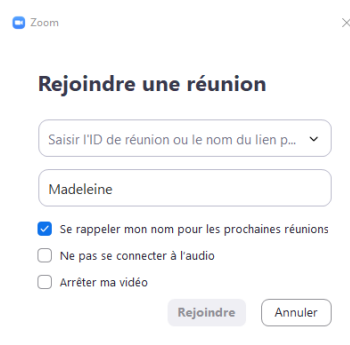 Zoom
Rejoindre une réunion
Saisir l'ID de réunion ou le nom du lien p...
Madeleine
Se rappeler mon nom pour les prochaines réunions
Ne pas se connecter à l'audio
Arrêter ma vidéo
Rejoindre Annuler